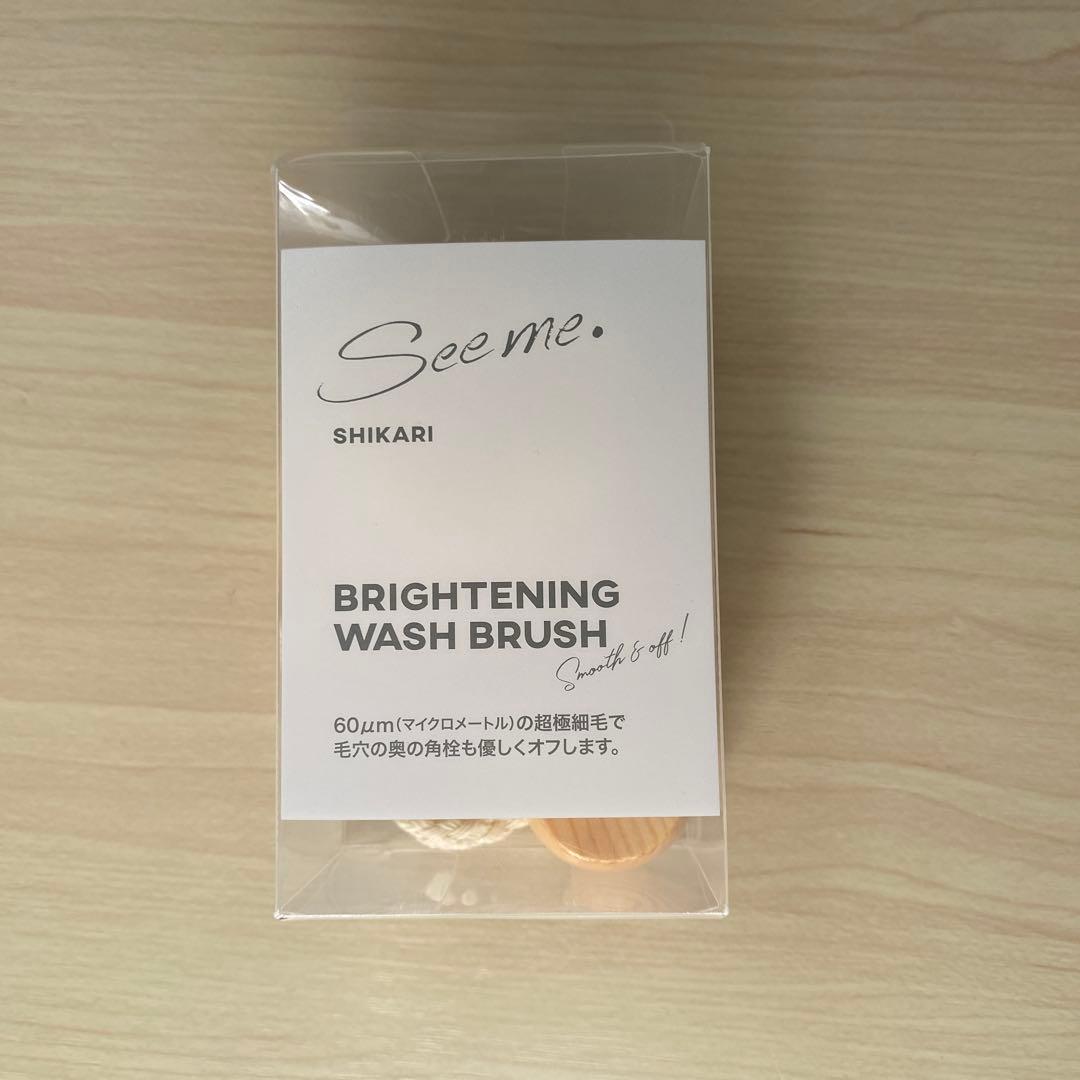 See me.
SHIKARI
BRIGHTENING
WASH BRUSH
Smooth & off!
60μm(マイクロメートル)の超極細毛で
毛穴の奥の角栓も優しくオフします。